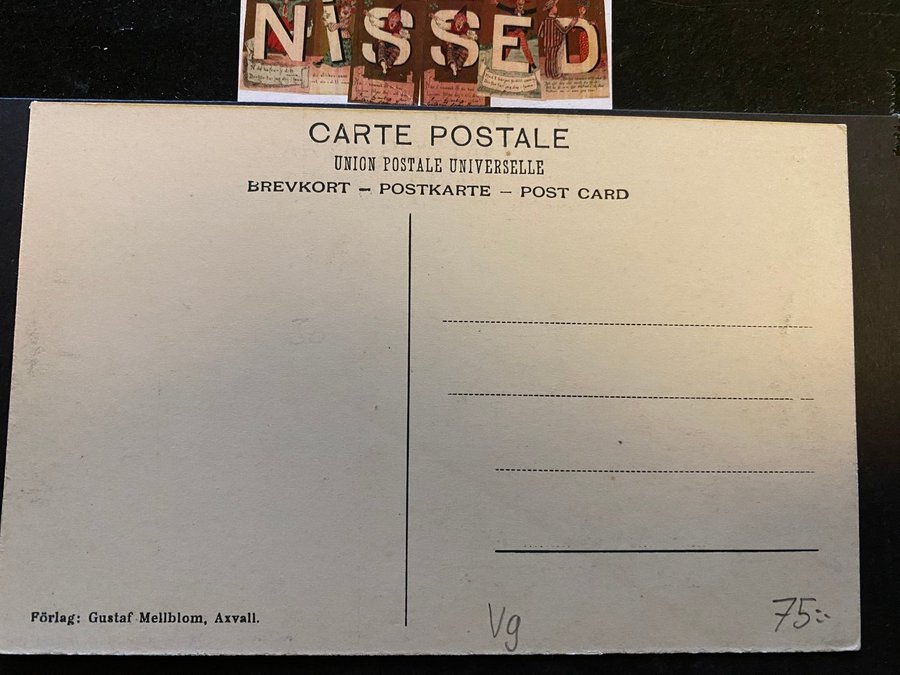 NISSED
CARTE POSTALE
UNION POSTALE UNIVERSELLE
BREVKORT – POSTKARTE – POST CARD
Förlag: Gustaf Mellblom, Axvall.
Vg
75:-